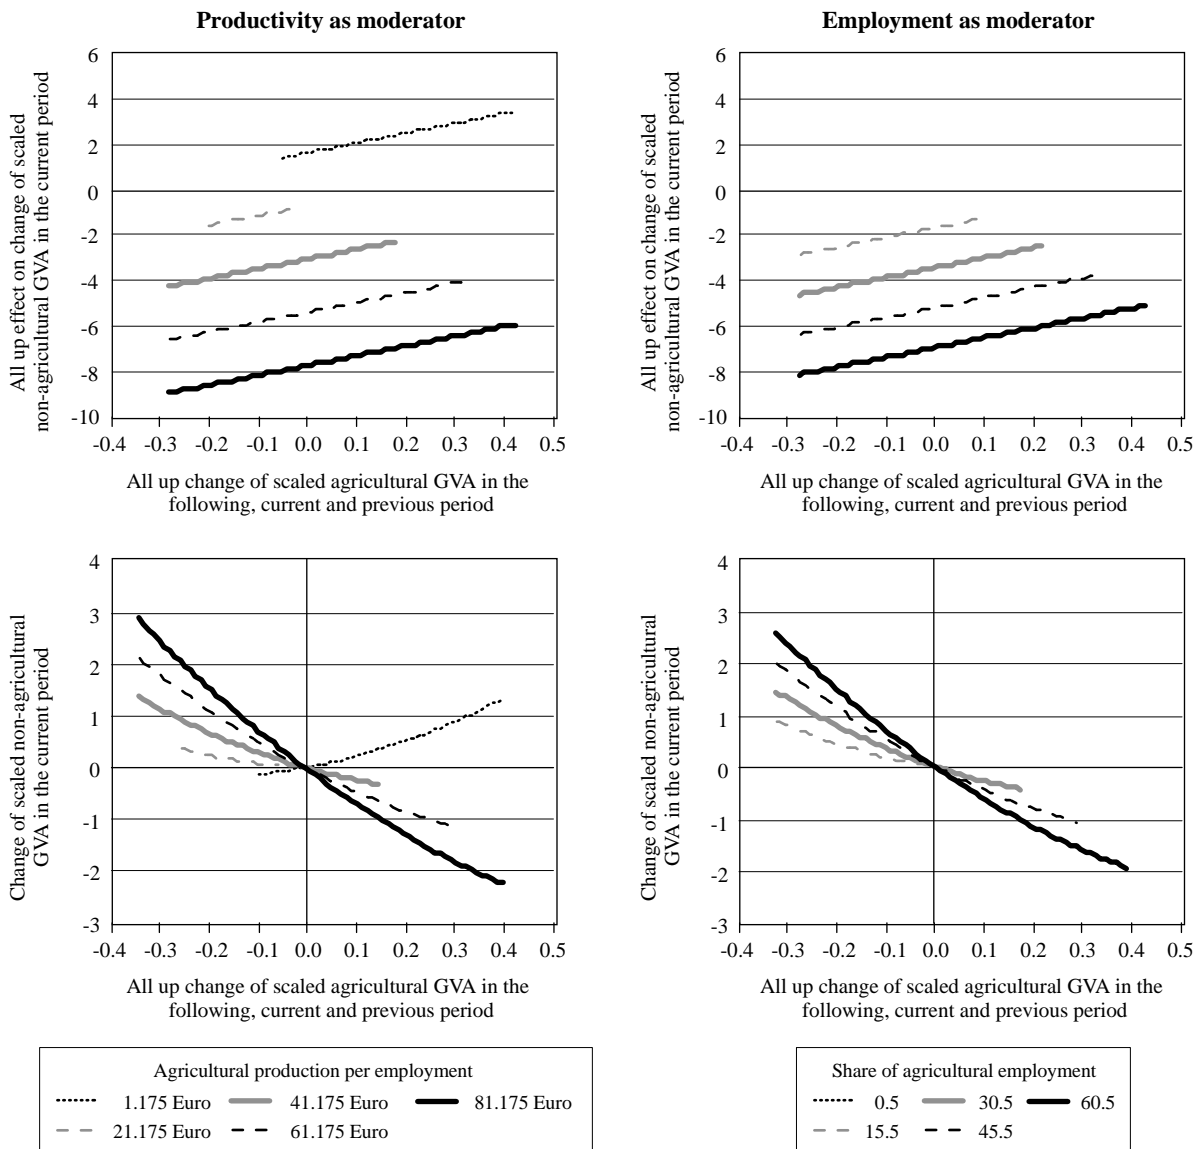 Productivity as moderator
All up effect on change of scaled
non-agricultural GVA in the current period
6
4
2
0
-2
-4
-6
-8
-10
-0.4 -0.3 -0.2 -0.1 0.0 0.1 0.2 0.3 0.4 0.5
All up change of scaled agricultural GVA in the
following, current and previous period
Employment as moderator
All up effect on change of scaled
non-agricultural GVA in the current period
6
4
2
0
-2
-4
-6
-8
-10
-0.4 -0.3 -0.2 -0.1 0.0 0.1 0.2 0.3 0.4 0.5
All up change of scaled agricultural GVA in the
following, current and previous period
Change of scaled non-agricultural
GVA in the current period
4
3
2
1
0
-1
-2
-3
-0.4 -0.3 -0.2 -0.1 0.0 0.1 0.2 0.3 0.4 0.5
All up change of scaled agricultural GVA in the
following, current and previous period
Change of scaled non-agricultural
GVA in the current period
4
3
2
1
0
-1
-2
-3
-0.4 -0.3 -0.2 -0.1 0.0 0.1 0.2 0.3 0.4 0.5
All up change of scaled agricultural GVA in the
following, current and previous period
Agricultural production per employment
1.175 Euro 41.175 Euro 81.175 Euro
21.175 Euro 61.175 Euro
Share of agricultural employment
0.5 30.5 60.5
15.5 45.5